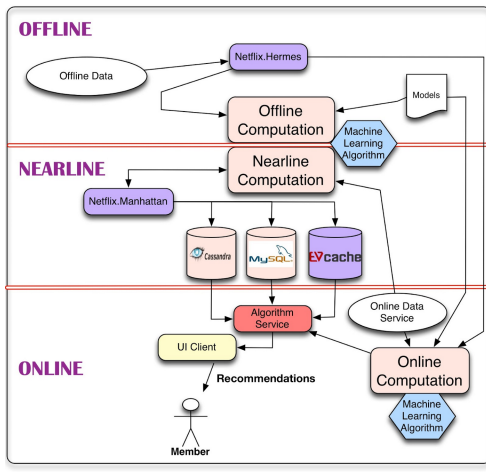 OFFLINE
Netflix.Hermes
Offline Data
Models
Offline
Computation
Machine
Learning
Algorithm
NEARLINE
Nearline
Computation
Netflix.Manhattan
Cassandra
MySQL
EVcache
Algorithm
Service
Online Data
Service
UI Client
ONLINE
Recommendations
Online
Computation
Machine
Learning
Algorithm
Member